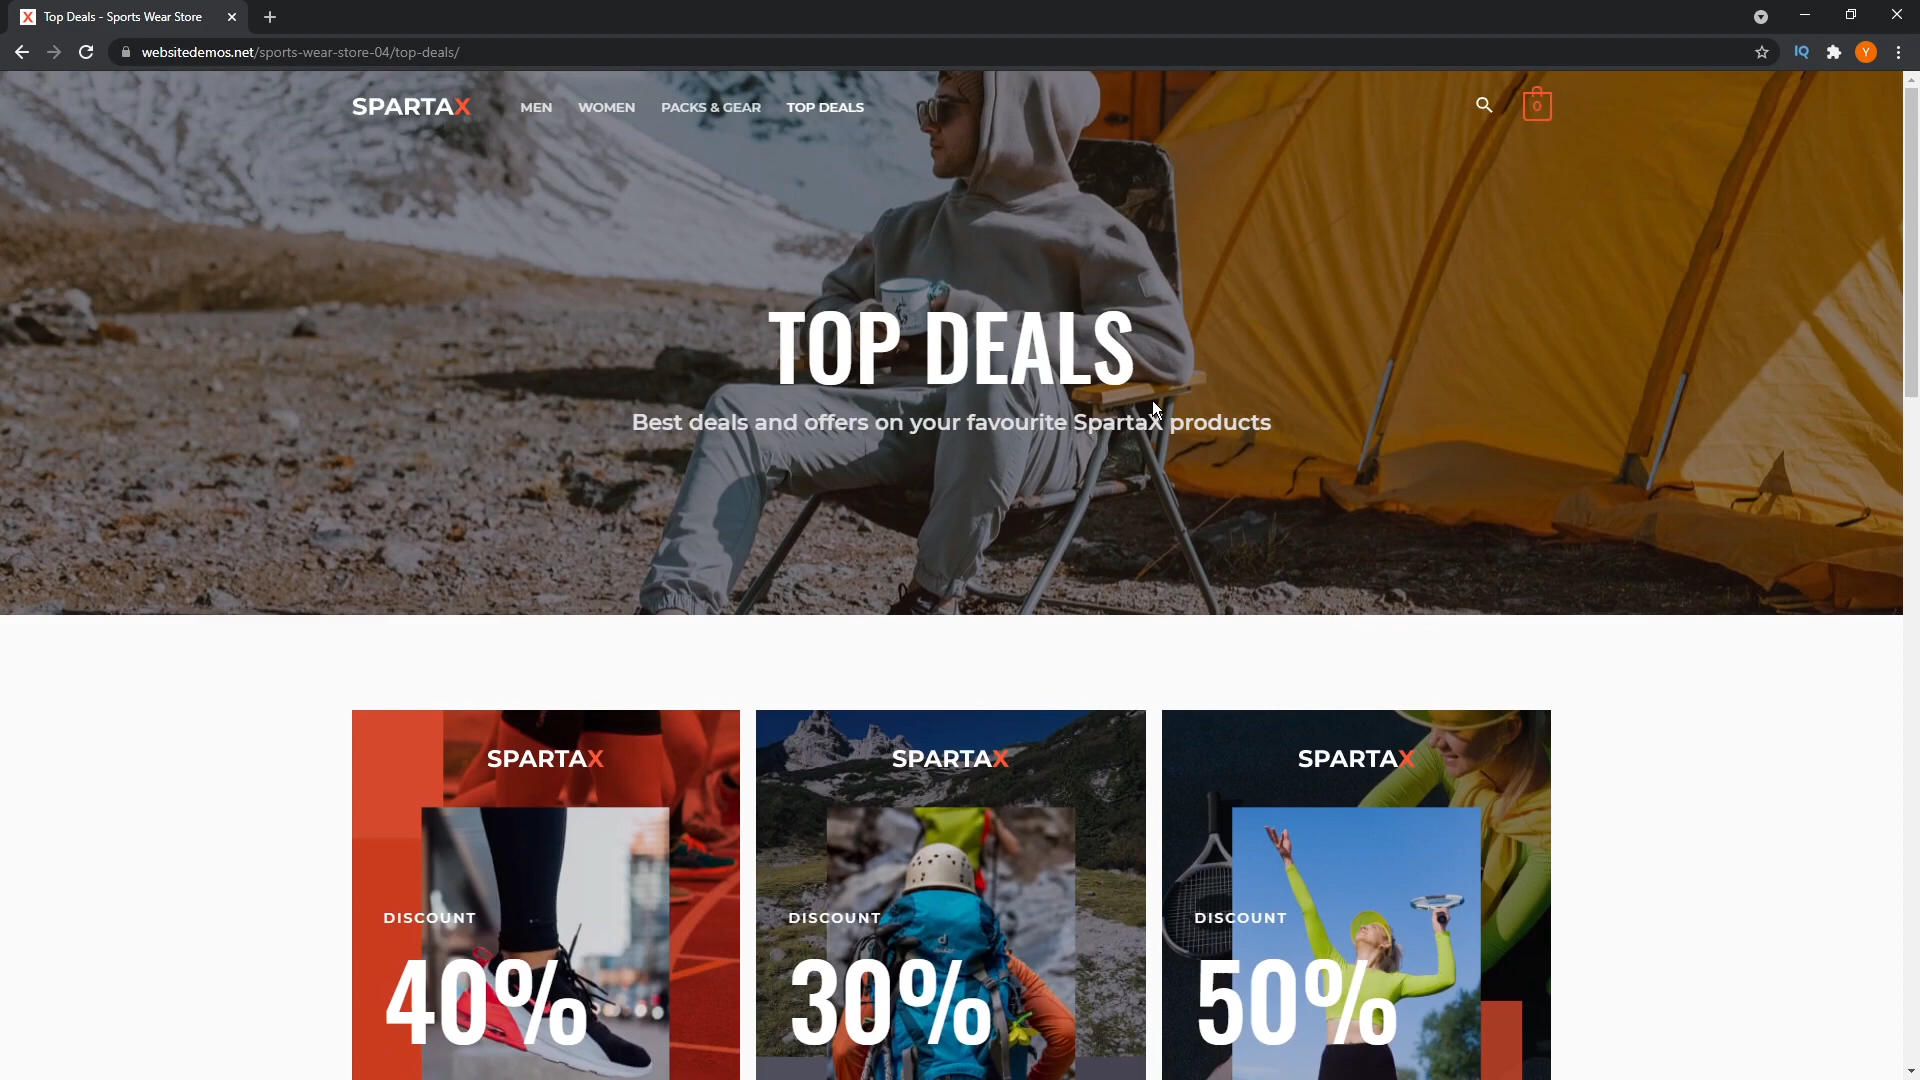 Top Deals - Sports Wear Store
websitedemos.net/sports-wear-store-04/top-deals/
IQ
Y
SPARTAX
MEN
WOMEN
PACKS & GEAR
TOP DEALS
0
TOP DEALS
Best deals and offers on your favourite SpartaX products
SPARTAX
DISCOUNT
40%
SPARTAX
DISCOUNT
30%
SPARTAX
DISCOUNT
50%